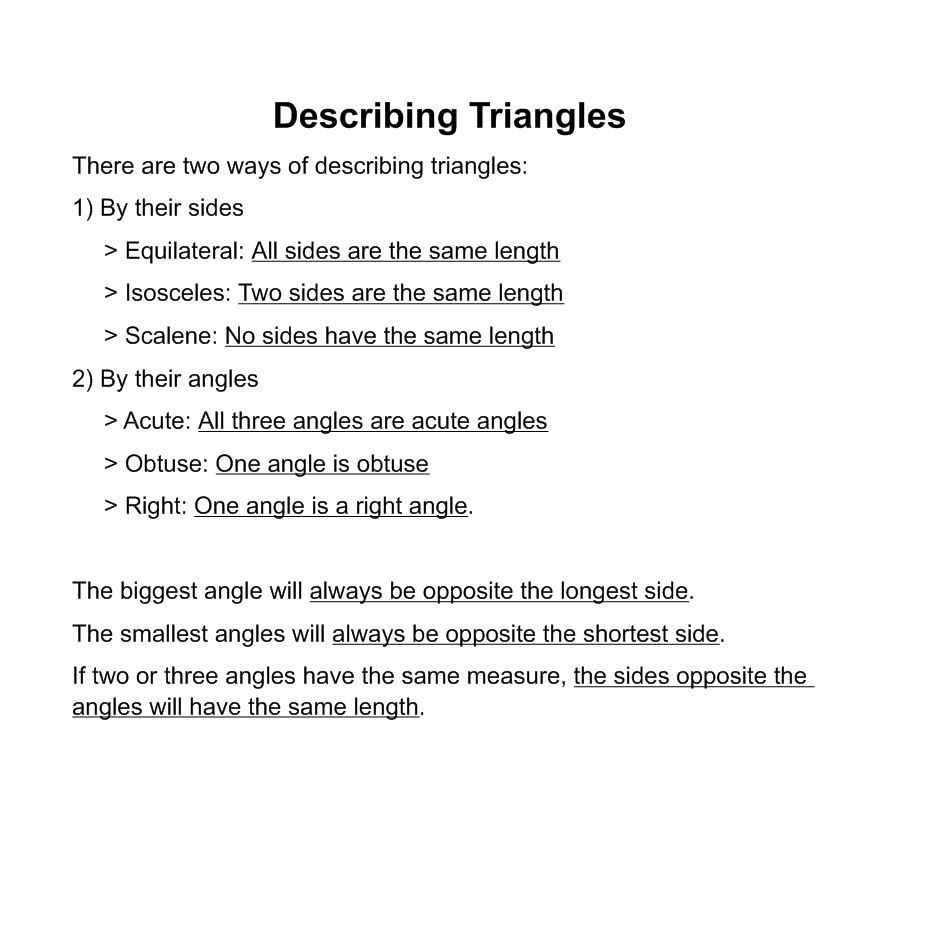 Describing Triangles
There are two ways of describing triangles:
1) By their sides
> Equilateral: All sides are the same length
> Isosceles: Two sides are the same length
> Scalene: No sides have the same length
2) By their angles
> Acute: All three angles are acute angles
> Obtuse: One angle is obtuse
> Right: One angle is a right angle.
The biggest angle will always be opposite the longest side.
The smallest angles will always be opposite the shortest side.
If two or three angles have the same measure, the sides opposite the
angles will have the same length.